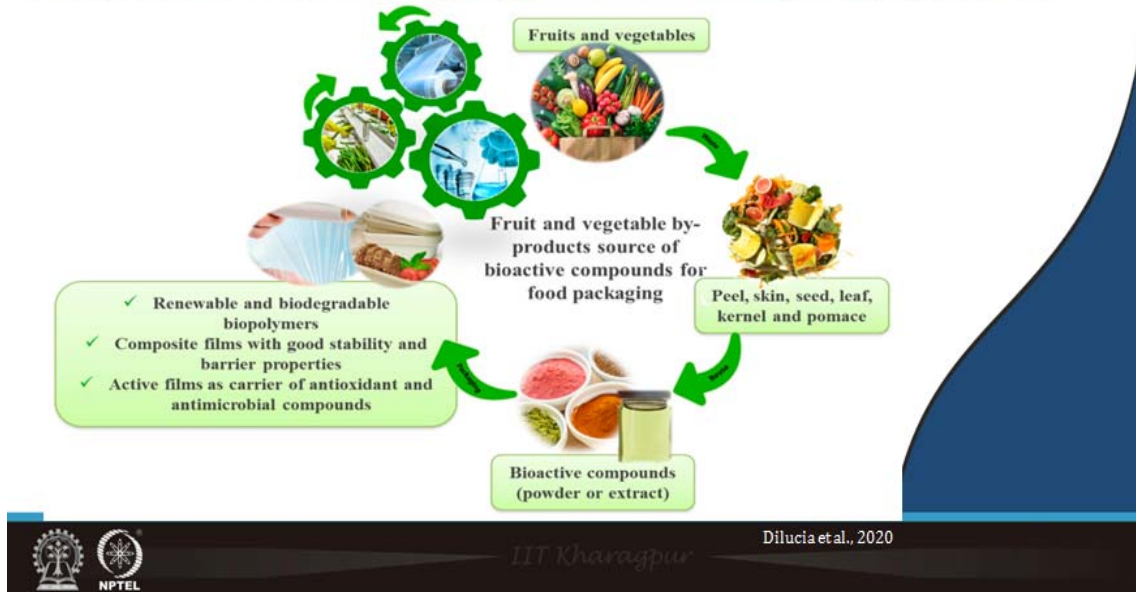 Fruits and vegetables
Fruit and vegetable by-
products source of
bioactive compounds for
food packaging
Peel, skin, seed, leaf,
kernel and pomace
✓ Renewable and biodegradable
biopolymers
✓ Composite films with good stability and
barrier properties
✓ Active films as carrier of antioxidant and
antimicrobial compounds
Packaging
Bioactive compounds
(powder or extract)
Dilucia et al., 2020
IIT Kharagpur
NPTEL